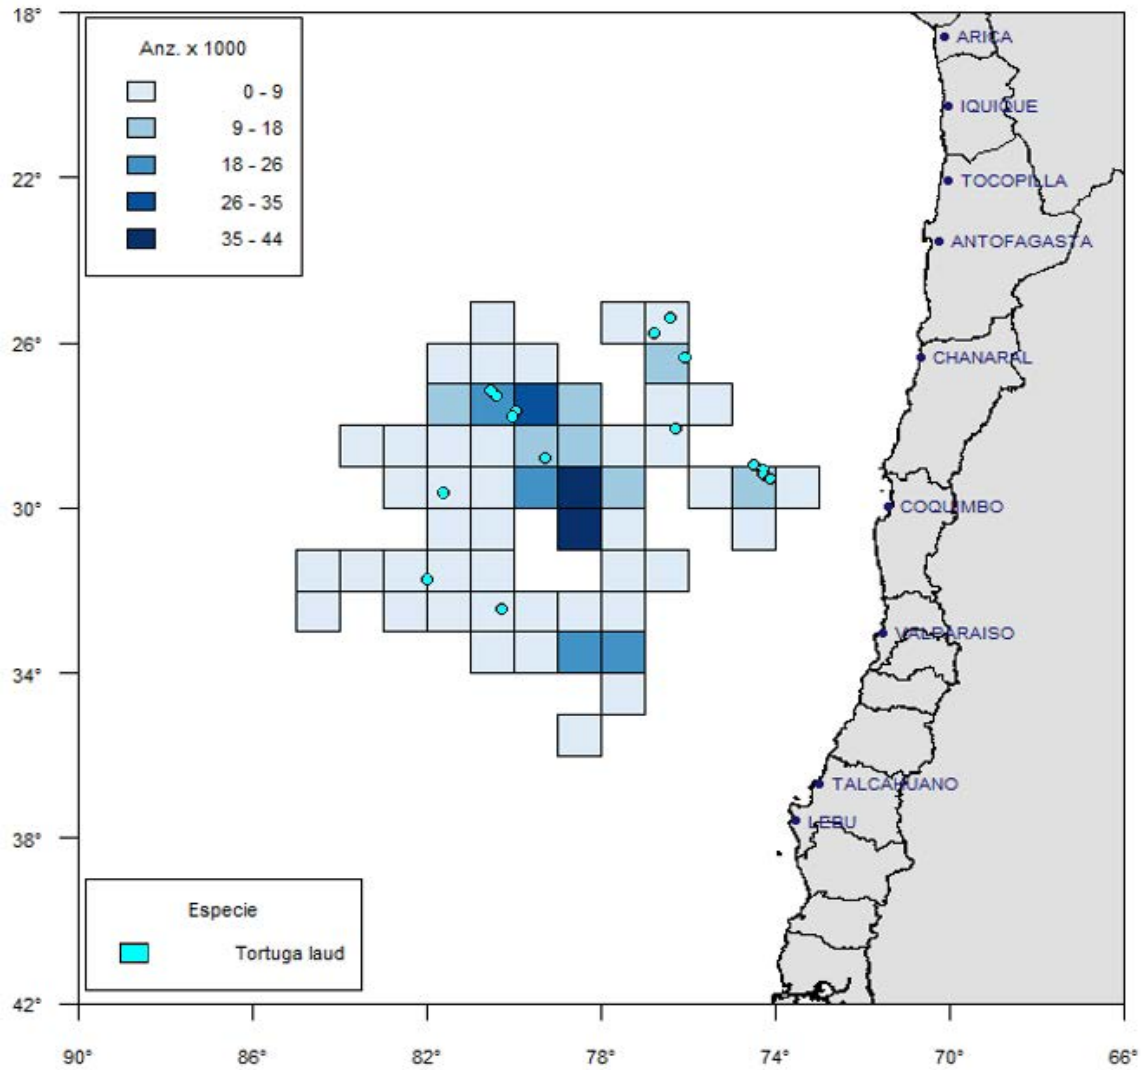 18°
Anz. x 1000
0 - 9
9 - 18
18 - 26
26 - 35
35 - 44
ARICA
IQUIQUE
22°
TOCOPILLA
ANTOFAGASTA
26°
CHANARAL
30°
COQUIMBO
VALPARAISO
34°
TALCAHUANO
LEBU
38°
Especie
Tortuga laud
42°
90°
86°
82°
78°
74°
70°
66°